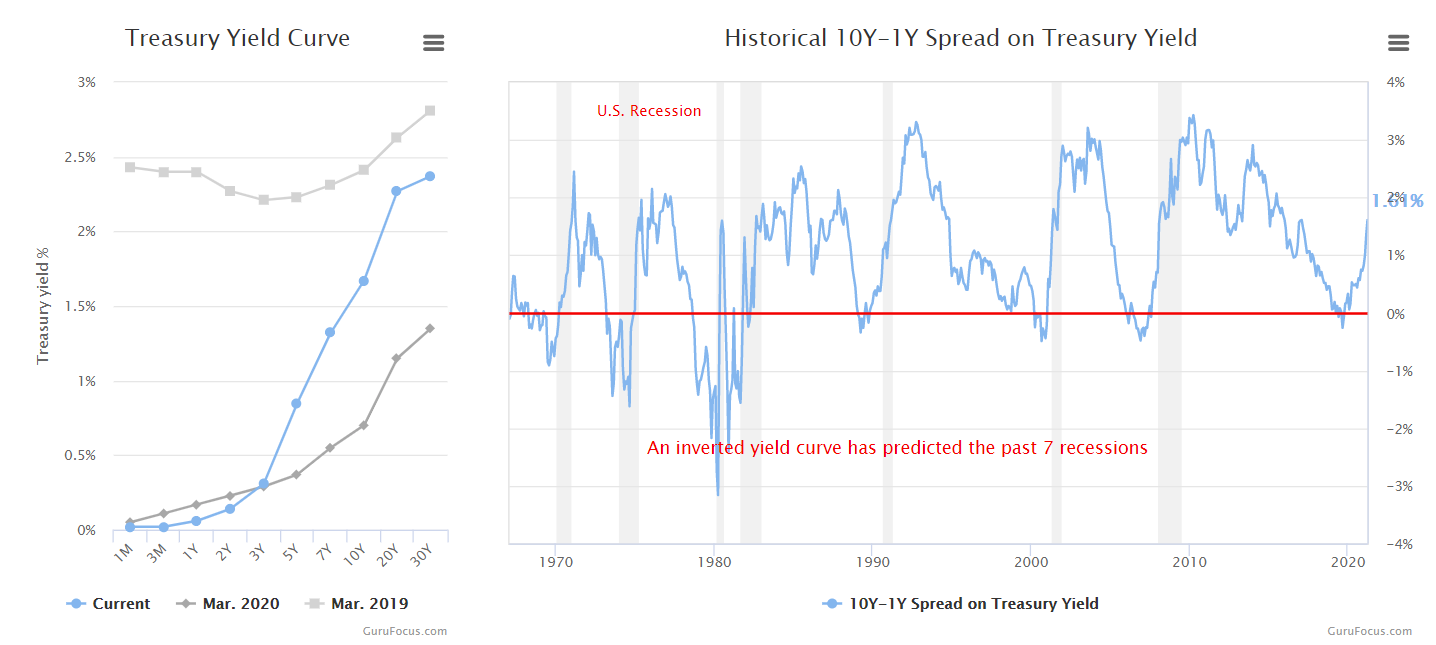 Treasury Yield Curve
3%
2.5%
2%
1.5%
1%
0.5%
0%
Treasury yield %
1M 3M 1Y 2Y 3Y 5Y 7Y 10Y 20Y 30Y
Current Mar. 2020 Mar. 2019
GuruFocus.com
Historical 10Y-1Y Spread on Treasury Yield
U.S. Recession
An inverted yield curve has predicted the past 7 recessions
4%
3%
2%
1.61%
1%
0%
-1%
-2%
-3%
-4%
1970 1980 1990 2000 2010 2020
10Y-1Y Spread on Treasury Yield
GuruFocus.com